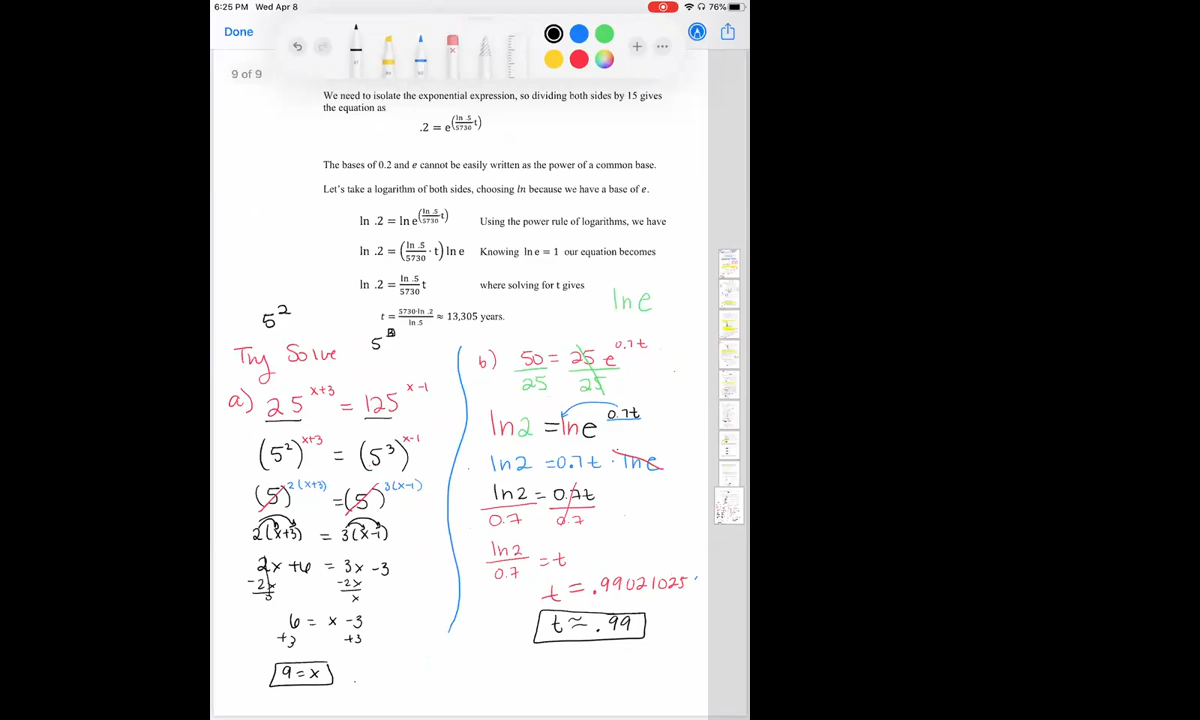 6:25 PM Wed Apr 8
76%
Done
9 of 9
We need to isolate the exponential expression, so dividing both sides by 15 gives
the equation as
.2 = e^(ln .5/5730 t)
The bases of 0.2 and e cannot be easily written as the power of a common base.
Let's take a logarithm of both sides, choosing ln because we have a base of e.
ln .2 = ln e^(ln .5/5730 t) Using the power rule of logarithms, we have
ln .2 = (ln .5/5730 · t) ln e Knowing ln e = 1 our equation becomes
ln .2 = ln .5/5730 t where solving for t gives
ln e
t = 5730·ln .2/ln .5 ≈ 13,305 years.
5^2
5^3
Try Solve
a) 25^x+3 = 125^x-1
(5^2)^x+3 = (5^3)^x-1
(5)^2(x+3) = (5)^3(x-1)
2(x+3) = 3(x-1)
2x + 6 = 3x - 3
-2x -2x
x
6 = x - 3
+3 +3
9 = x
b) 50 = 25 e^0.7t
25 25
ln2 = ln e^0.7t
ln2 = 0.7t · ln e
ln2 = 0.7t
0.7 0.7
ln2/0.7 = t
t = .99021025
t ≈ .99